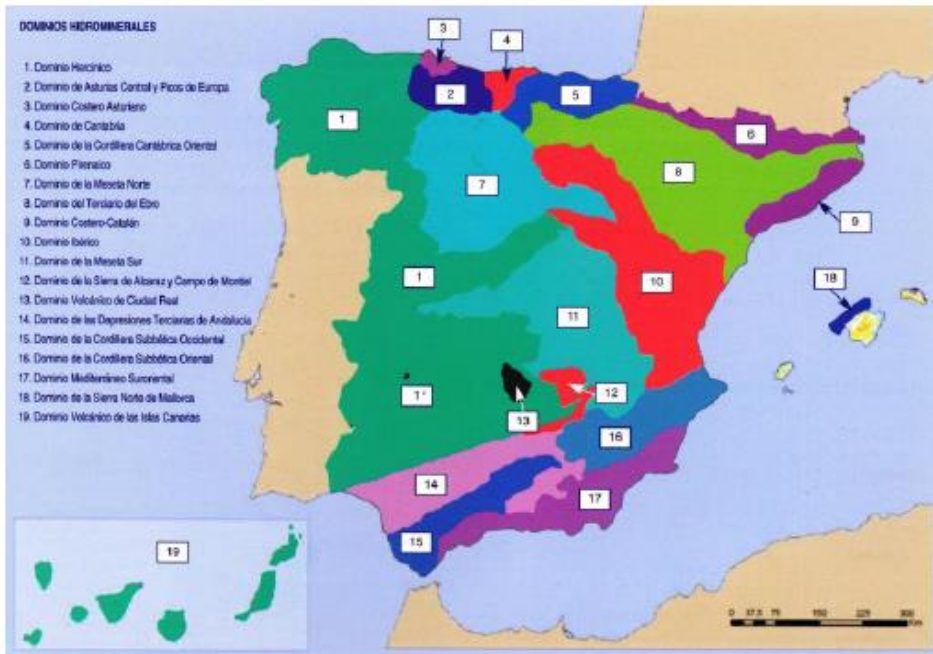 DOMINIOS HIDROMINERALES
1. Dominio Hercínico
2. Dominio de Asturias Central y Picos de Europa
3. Dominio Costero Asturiano
4. Dominio de Cantabria
5. Dominio de la Cordillera Cantábrica Oriental
6. Dominio Pirenaico
7. Dominio de la Meseta Norte
8. Dominio del Terciario del Ebro
9. Dominio Costero-Catalán
10. Dominio Ibérico
11. Dominio de la Meseta Sur
12. Dominio de la Sierra de Alcaraz y Campo de Montiel
13. Dominio Volcánico de Ciudad Real
14. Dominio de las Depresiones Terciarias de Andalucía
15. Dominio de la Cordillera Subbética Occidental
16. Dominio de la Cordillera Subbética Oriental
17. Dominio Mediterráneo Suroriental
18. Dominio de la Sierra Norte de Mallorca
19. Dominio Volcánico de las Islas Canarias
3
4
1
2
5
6
7
8
9
1
10
18
11
1
12
13
16
14
17
15
19
0 37,5 75 150 225 300